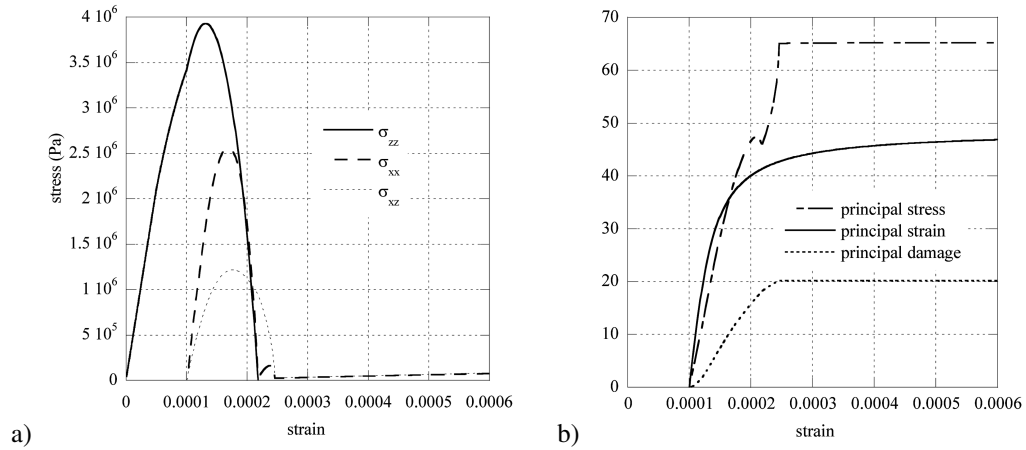 4 10^6
3.5 10^6
3 10^6
2.5 10^6
2 10^6
1.5 10^6
1 10^6
5 10^5
0
stress (Pa)
σ_zz
σ_xx
σ_xz
0 0.0001 0.0002 0.0003 0.0004 0.0005 0.0006
strain
a)
70
60
50
40
30
20
10
0
principal stress
principal strain
principal damage
0 0.0001 0.0002 0.0003 0.0004 0.0005 0.0006
strain
b)